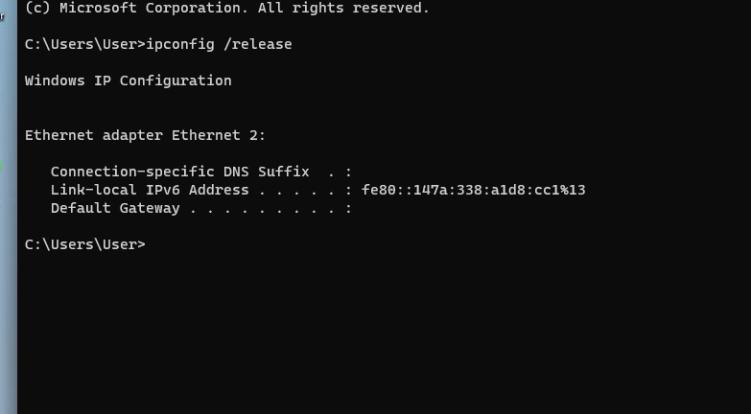 (c) Microsoft Corporation. All rights reserved.
C:\Users\User>ipconfig /release
Windows IP Configuration
Ethernet adapter Ethernet 2:
Connection-specific DNS Suffix  . :
Link-local IPv6 Address . . . . . : fe80::147a:338:a1d8:cc1%13
Default Gateway . . . . . . . . . :
C:\Users\User>